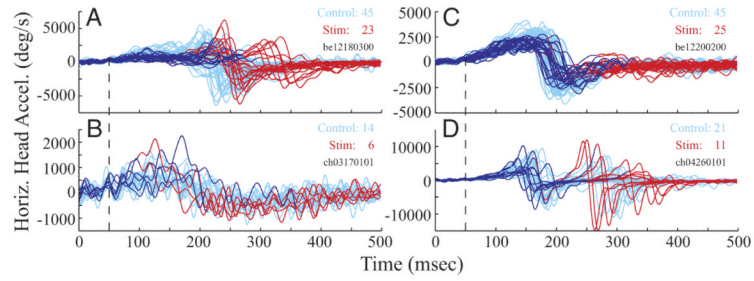 A
Control: 45
Stim: 23
be12180300
5000
0
-5000
C
Control: 45
Stim: 25
be12200200
5000
2500
0
-2500
-5000
B
Control: 14
Stim: 6
ch03170101
2000
1000
0
-1000
0 100 200 300 400 500
D
Control: 21
Stim: 11
ch04260101
10000
0
-10000
0 100 200 300 400 500
Horiz. Head Accel. (deg/s)
Time (msec)